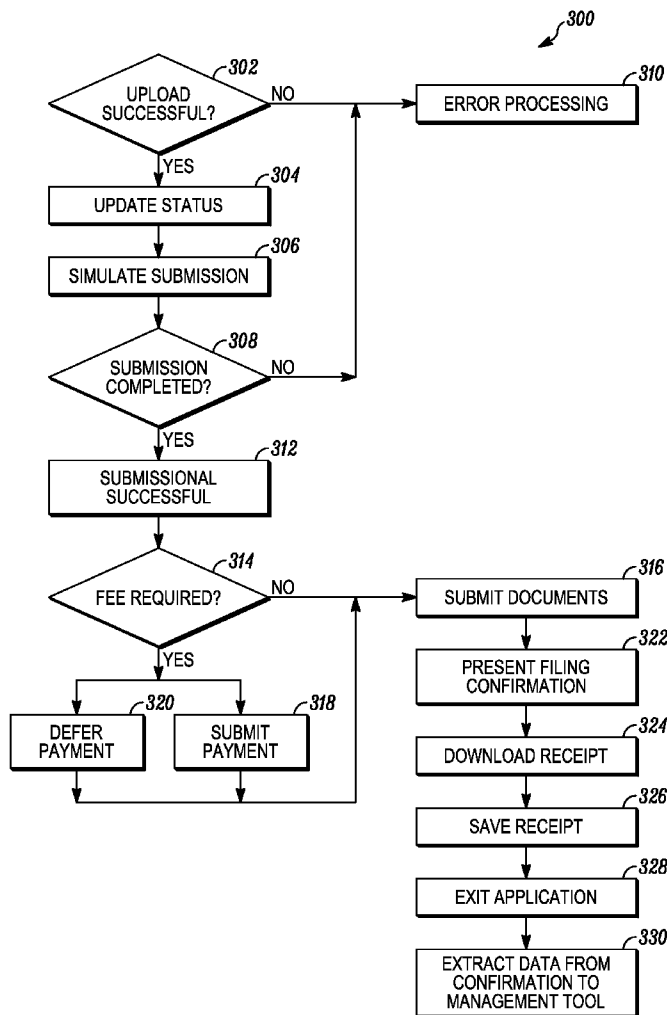 300
302
UPLOAD
SUCCESSFUL?
NO
310
ERROR PROCESSING
YES
304
UPDATE STATUS
306
SIMULATE SUBMISSION
308
SUBMISSION
COMPLETED?
NO
YES
312
SUBMISSIONAL
SUCCESSFUL
314
FEE REQUIRED?
NO
316
SUBMIT DOCUMENTS
YES
320
DEFER
PAYMENT
318
SUBMIT
PAYMENT
322
PRESENT FILING
CONFIRMATION
324
DOWNLOAD RECEIPT
326
SAVE RECEIPT
328
EXIT APPLICATION
330
EXTRACT DATA FROM
CONFIRMATION TO
MANAGEMENT TOOL